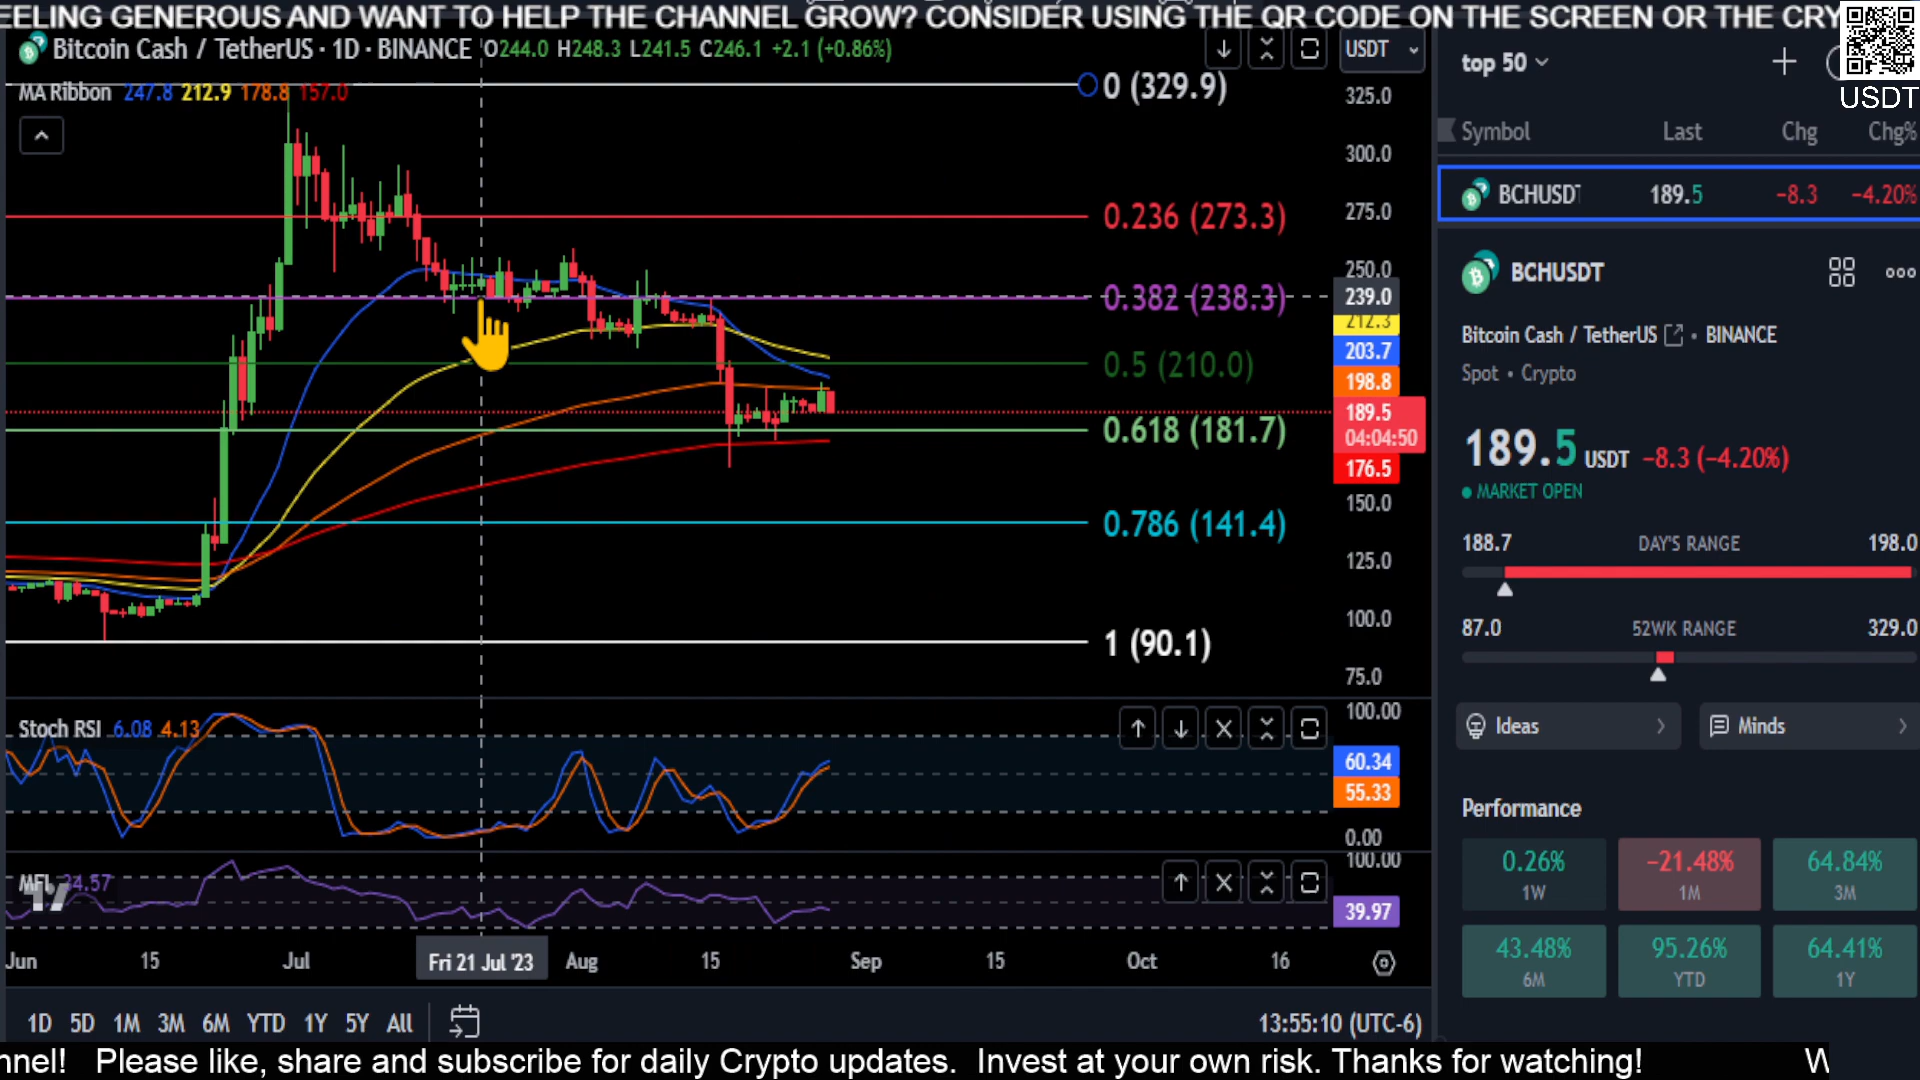 EELING GENEROUS AND WANT TO HELP THE CHANNEL GROW? CONSIDER USING THE QR CODE ON THE SCREEN OR THE CRY
Bitcoin Cash / TetherUS · 1D · BINANCE O244.0 H248.3 L241.5 C246.1 +2.1 (+0.86%)
USDT
MA Ribbon 247.8 212.9 178.8 157.0
0 (329.9)
0.236 (273.3)
0.382 (238.3)
0.5 (210.0)
0.618 (181.7)
0.786 (141.4)
1 (90.1)
325.0
300.0
275.0
250.0
239.0
212.3
203.7
198.8
189.5
04:04:50
176.5
150.0
125.0
100.0
75.0
Stoch RSI 6.08 4.13
100.00
60.34
55.33
0.00
MFI 34.57
100.00
39.97
Jun 15 Jul Fri 21 Jul '23 Aug 15 Sep 15 Oct 16
1D 5D 1M 3M 6M YTD 1Y 5Y All
13:55:10 (UTC-6)
top 50
USDT
Symbol Last Chg Chg%
BCHUSDT 189.5 −8.3 −4.20%
BCHUSDT
Bitcoin Cash / TetherUS • BINANCE
Spot • Crypto
189.5 USDT −8.3 (−4.20%)
MARKET OPEN
188.7 DAY'S RANGE 198.0
87.0 52WK RANGE 329.0
Ideas
Minds
Performance
0.26% −21.48% 64.84%
1W 1M 3M
43.48% 95.26% 64.41%
6M YTD 1Y
nnel! Please like, share and subscribe for daily Crypto updates. Invest at your own risk. Thanks for watching! W